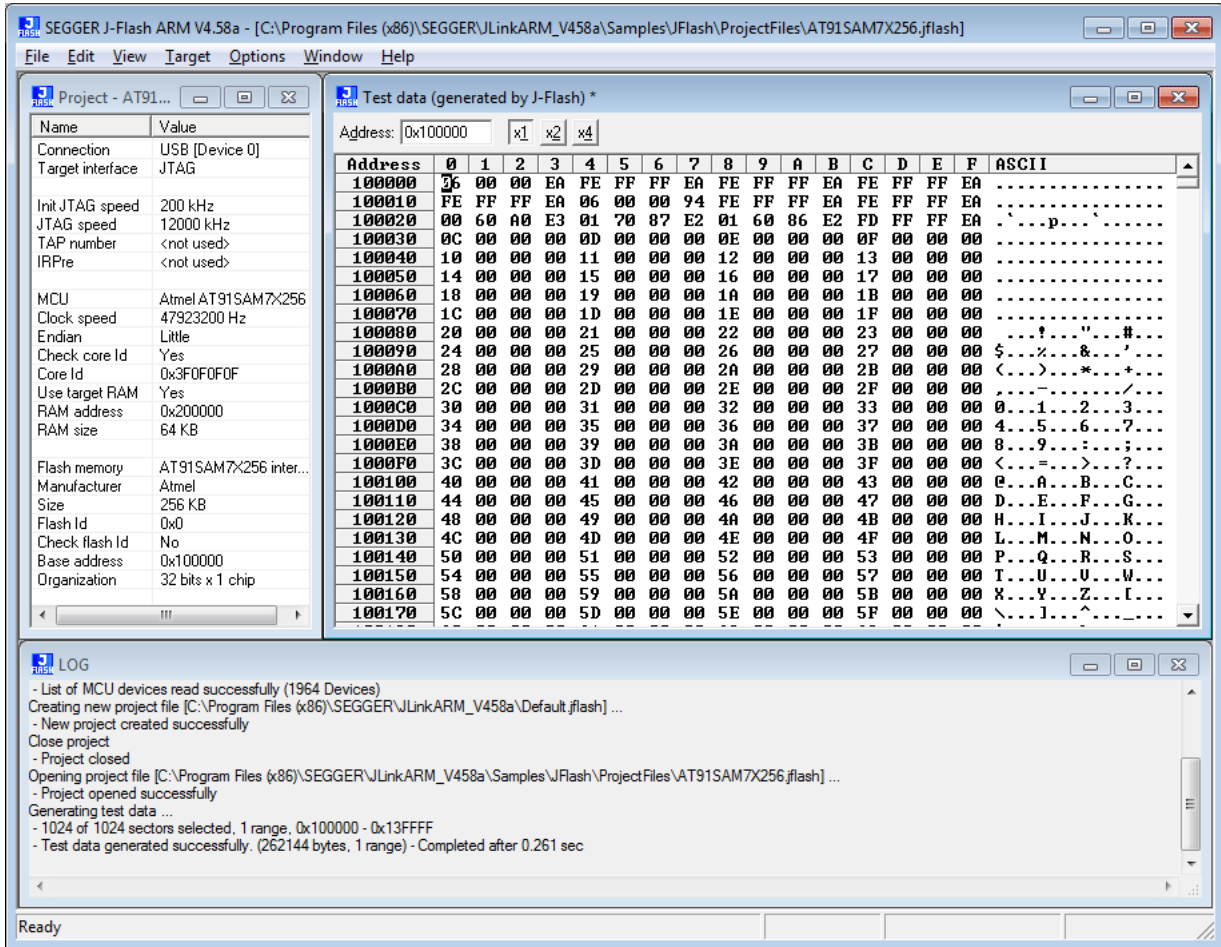 SEGGER J-Flash ARM V4.58a - [C:\Program Files (x86)\SEGGER\JLinkARM_V458a\Samples\JFlash\ProjectFiles\AT91SAM7X256.jflash]
File Edit View Target Options Window Help
Project - AT91...
Name Value
Connection USB [Device 0]
Target interface JTAG
Init JTAG speed 200 kHz
JTAG speed 12000 kHz
TAP number <not used>
IRPre <not used>
MCU Atmel AT91SAM7X256
Clock speed 47923200 Hz
Endian Little
Check core Id Yes
Core Id 0x3F0F0F0F
Use target RAM Yes
RAM address 0x200000
RAM size 64 KB
Flash memory AT91SAM7X256 inter...
Manufacturer Atmel
Size 256 KB
Flash Id 0x0
Check flash Id No
Base address 0x100000
Organization 32 bits x 1 chip
Test data (generated by J-Flash) *
Address: 0x100000 x1 x2 x4
Address 0 1 2 3 4 5 6 7 8 9 A B C D E F ASCII
100000 06 00 00 EA FE FF FF EA FE FF FF EA FE FF FF EA ................
100010 FE FF FF EA 06 00 00 94 FE FF FF EA FE FF FF EA ................
100020 00 60 A0 E3 01 70 87 E2 01 60 86 E2 FD FF FF EA .`...p...`......
100030 0C 00 00 00 0D 00 00 00 0E 00 00 00 0F 00 00 00 ................
100040 10 00 00 00 11 00 00 00 12 00 00 00 13 00 00 00 ................
100050 14 00 00 00 15 00 00 00 16 00 00 00 17 00 00 00 ................
100060 18 00 00 00 19 00 00 00 1A 00 00 00 1B 00 00 00 ................
100070 1C 00 00 00 1D 00 00 00 1E 00 00 00 1F 00 00 00 ................
100080 20 00 00 00 21 00 00 00 22 00 00 00 23 00 00 00 ...!..."...#...
100090 24 00 00 00 25 00 00 00 26 00 00 00 27 00 00 00 $...%...&...'...
1000A0 28 00 00 00 29 00 00 00 2A 00 00 00 2B 00 00 00 (...)...*...+...
1000B0 2C 00 00 00 2D 00 00 00 2E 00 00 00 2F 00 00 00 ,...-......./...
1000C0 30 00 00 00 31 00 00 00 32 00 00 00 33 00 00 00 0...1...2...3...
1000D0 34 00 00 00 35 00 00 00 36 00 00 00 37 00 00 00 4...5...6...7...
1000E0 38 00 00 00 39 00 00 00 3A 00 00 00 3B 00 00 00 8...9...:...;...
1000F0 3C 00 00 00 3D 00 00 00 3E 00 00 00 3F 00 00 00 <...=...>...?...
100100 40 00 00 00 41 00 00 00 42 00 00 00 43 00 00 00 @...A...B...C...
100110 44 00 00 00 45 00 00 00 46 00 00 00 47 00 00 00 D...E...F...G...
100120 48 00 00 00 49 00 00 00 4A 00 00 00 4B 00 00 00 H...I...J...K...
100130 4C 00 00 00 4D 00 00 00 4E 00 00 00 4F 00 00 00 L...M...N...O...
100140 50 00 00 00 51 00 00 00 52 00 00 00 53 00 00 00 P...Q...R...S...
100150 54 00 00 00 55 00 00 00 56 00 00 00 57 00 00 00 T...U...V...W...
100160 58 00 00 00 59 00 00 00 5A 00 00 00 5B 00 00 00 X...Y...Z...[...
100170 5C 00 00 00 5D 00 00 00 5E 00 00 00 5F 00 00 00 \...]...^..._...
LOG
- List of MCU devices read successfully (1964 Devices)
Creating new project file [C:\Program Files (x86)\SEGGER\JLinkARM_V458a\Default.jflash] ...
- New project created successfully
Close project
- Project closed
Opening project file [C:\Program Files (x86)\SEGGER\JLinkARM_V458a\Samples\JFlash\ProjectFiles\AT91SAM7X256.jflash] ...
- Project opened successfully
Generating test data ...
- 1024 of 1024 sectors selected, 1 range, 0x100000 - 0x13FFFF
- Test data generated successfully. (262144 bytes, 1 range) - Completed after 0.261 sec
Ready